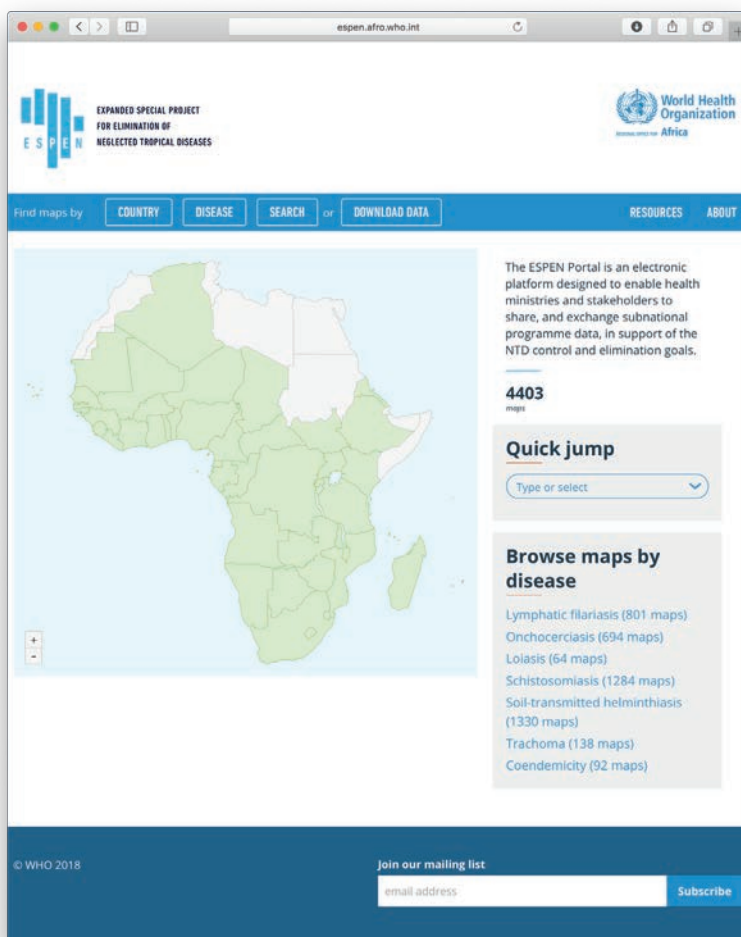 espen.afro.who.int
EXPANDED SPECIAL PROJECT
FOR ELIMINATION OF
NEGLECTED TROPICAL DISEASES
ESPEN
World Health
Organization
REGIONAL OFFICE FOR Africa
Find maps by COUNTRY DISEASE SEARCH or DOWNLOAD DATA RESOURCES ABOUT
The ESPEN Portal is an electronic
platform designed to enable health
ministries and stakeholders to
share, and exchange subnational
programme data, in support of the
NTD control and elimination goals.
4403
maps
Quick jump
Type or select
Browse maps by
disease
Lymphatic filariasis (801 maps)
Onchocerciasis (694 maps)
Loiasis (64 maps)
Schistosomiasis (1284 maps)
Soil-transmitted helminthiasis
(1330 maps)
Trachoma (138 maps)
Coendemicity (92 maps)
+
-
© WHO 2018
Join our mailing list
email address Subscribe